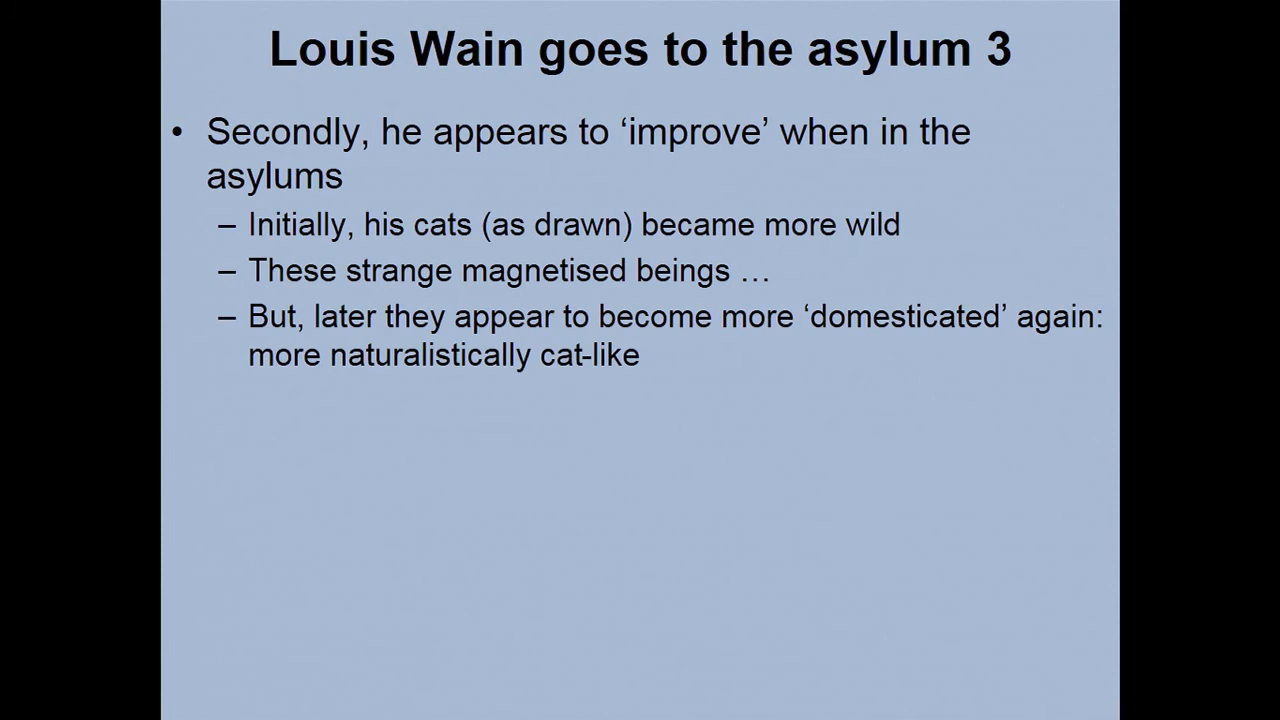 Louis Wain goes to the asylum 3
• Secondly, he appears to ‘improve’ when in the
asylums
– Initially, his cats (as drawn) became more wild
– These strange magnetised beings …
– But, later they appear to become more ‘domesticated’ again:
more naturalistically cat-like